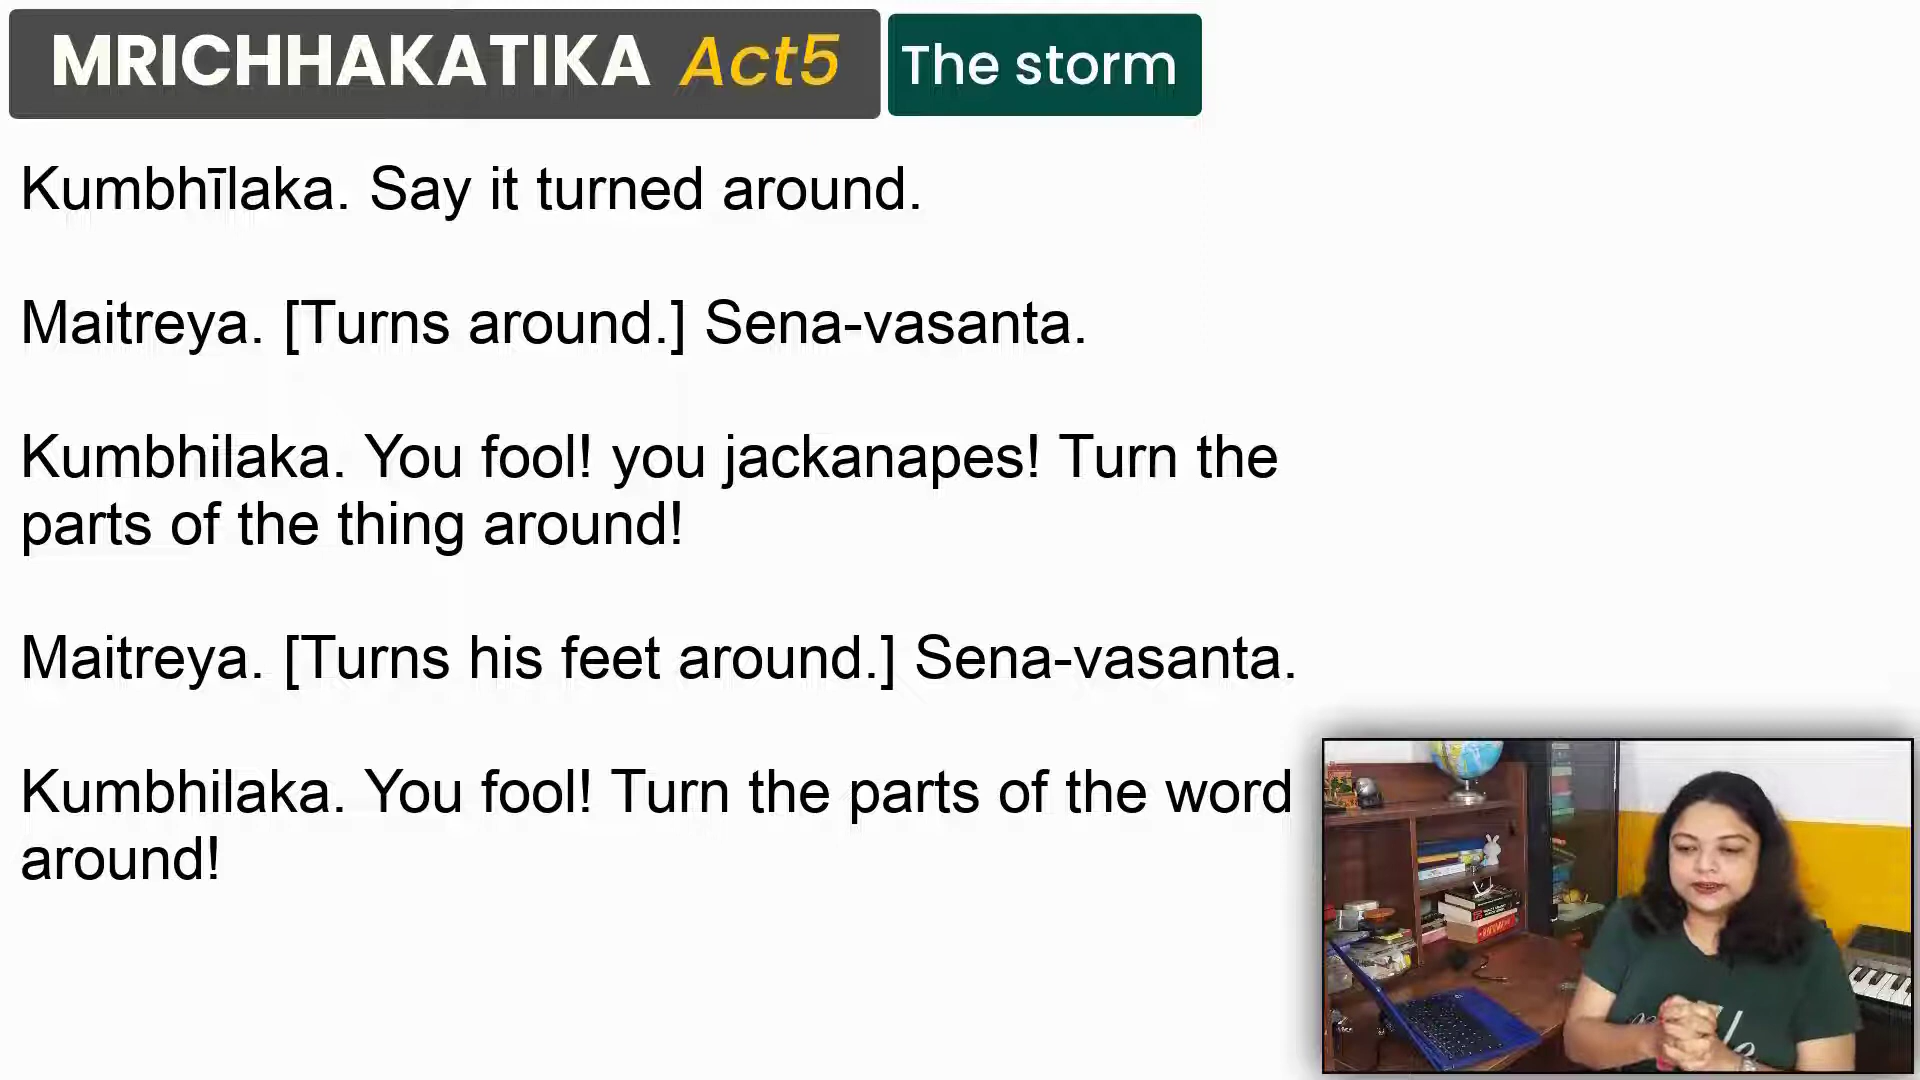 MRICHHAKATIKA Act5 The storm
Kumbhīlaka. Say it turned around.
Maitreya. [Turns around.] Sena-vasanta.
Kumbhilaka. You fool! you jackanapes! Turn the
parts of the thing around!
Maitreya. [Turns his feet around.] Sena-vasanta.
Kumbhilaka. You fool! Turn the parts of the word
around!